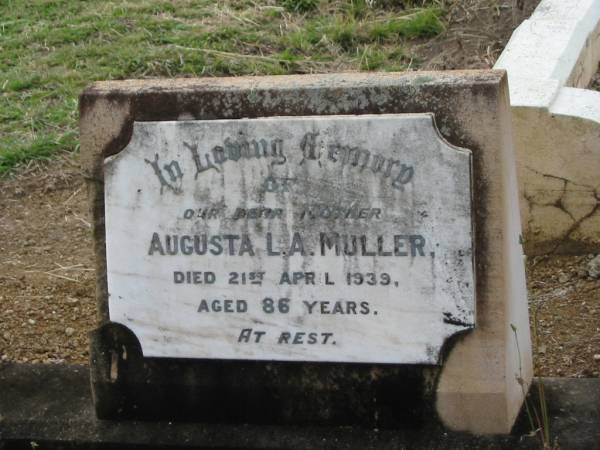 In Loving Memory
OF
OUR DEAR MOTHER
AUGUSTA L.A. MULLER,
DIED 21ST APRIL 1939,
AGED 86 YEARS.
AT REST.